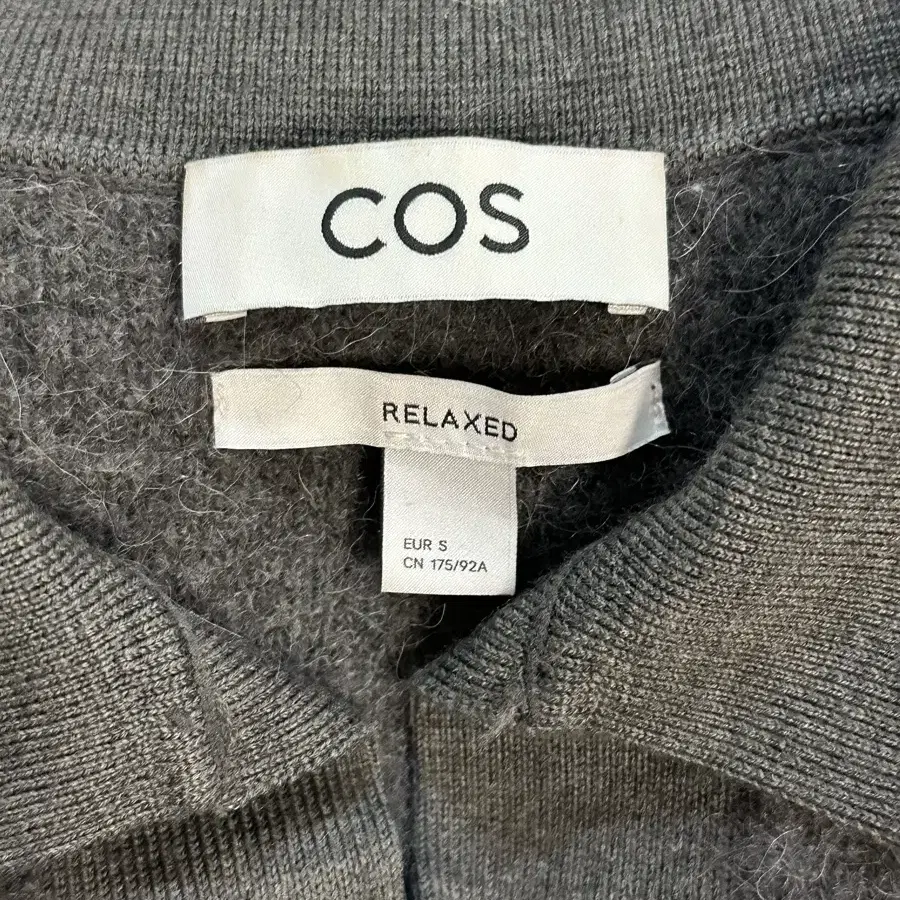 COS
RELAXED
EUR S
CN 175/92A